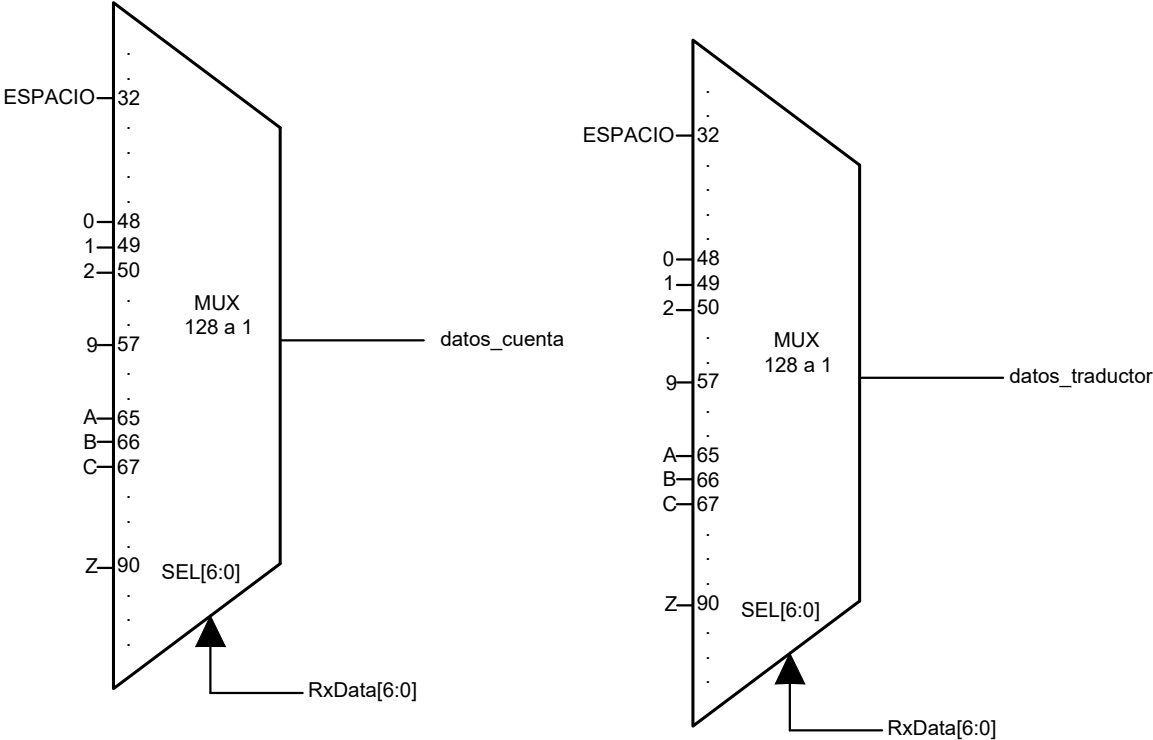 ESPACIO 32
0 48
1 49
2 50
MUX
128 a 1
datos_cuenta
9 57
A 65
B 66
C 67
Z 90
SEL[6:0]
RxData[6:0]
ESPACIO 32
0 48
1 49
2 50
MUX
128 a 1
datos_traductor
9 57
A 65
B 66
C 67
Z 90
SEL[6:0]
RxData[6:0]